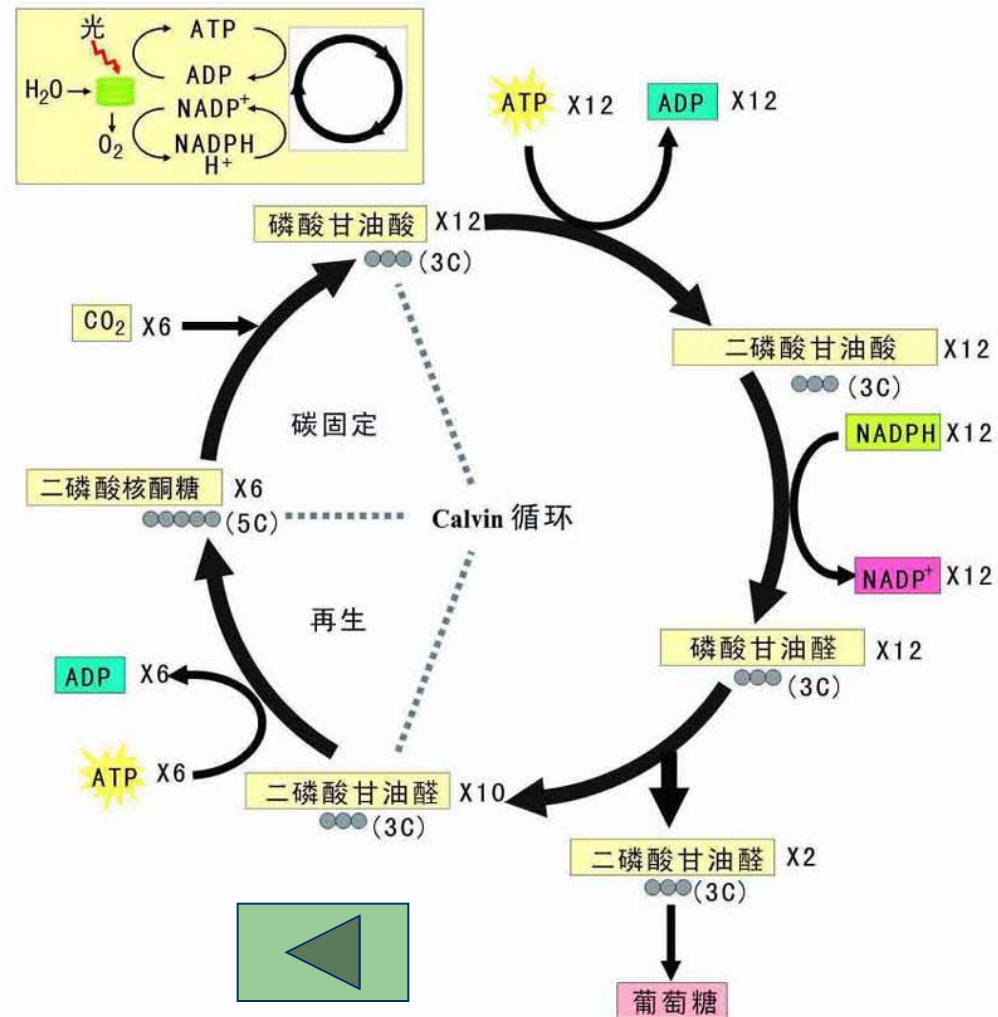 光
ATP
ADP
H₂O
NADP⁺
O₂
NADPH
H⁺
ATP X12
ADP X12
磷酸甘油酸 X12
(3C)
CO₂ X6
二磷酸甘油酸 X12
(3C)
碳固定
NADPH X12
二磷酸核酮糖 X6
(5C)
Calvin 循环
NADP⁺ X12
再生
磷酸甘油醛 X12
(3C)
ADP X6
ATP X6
二磷酸甘油醛 X10
(3C)
二磷酸甘油醛 X2
(3C)
葡萄糖